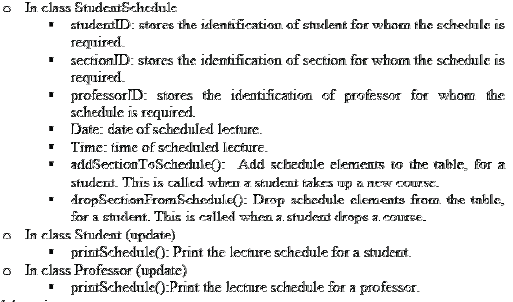 o In class StudentSchedule
▪ studentID: stores the identification of student for whom the schedule is
required.
▪ sectionID: stores the identification of section for whom the schedule is
required.
▪ professorID: stores the identification of professor for whom the
schedule is required.
▪ Date: date of scheduled lecture.
▪ Time: time of scheduled lecture.
▪ addSectionToSchedule(): Add schedule elements to the table, for a
student. This is called when a student takes up a new course.
▪ dropSectionFromSchedule(): Drop schedule elements from the table,
for a student. This is called when a student drops a course.
o In class Student (update)
▪ printSchedule(): Print the lecture schedule for a student.
o In class Professor (update)
▪ printSchedule():Print the lecture schedule for a professor.